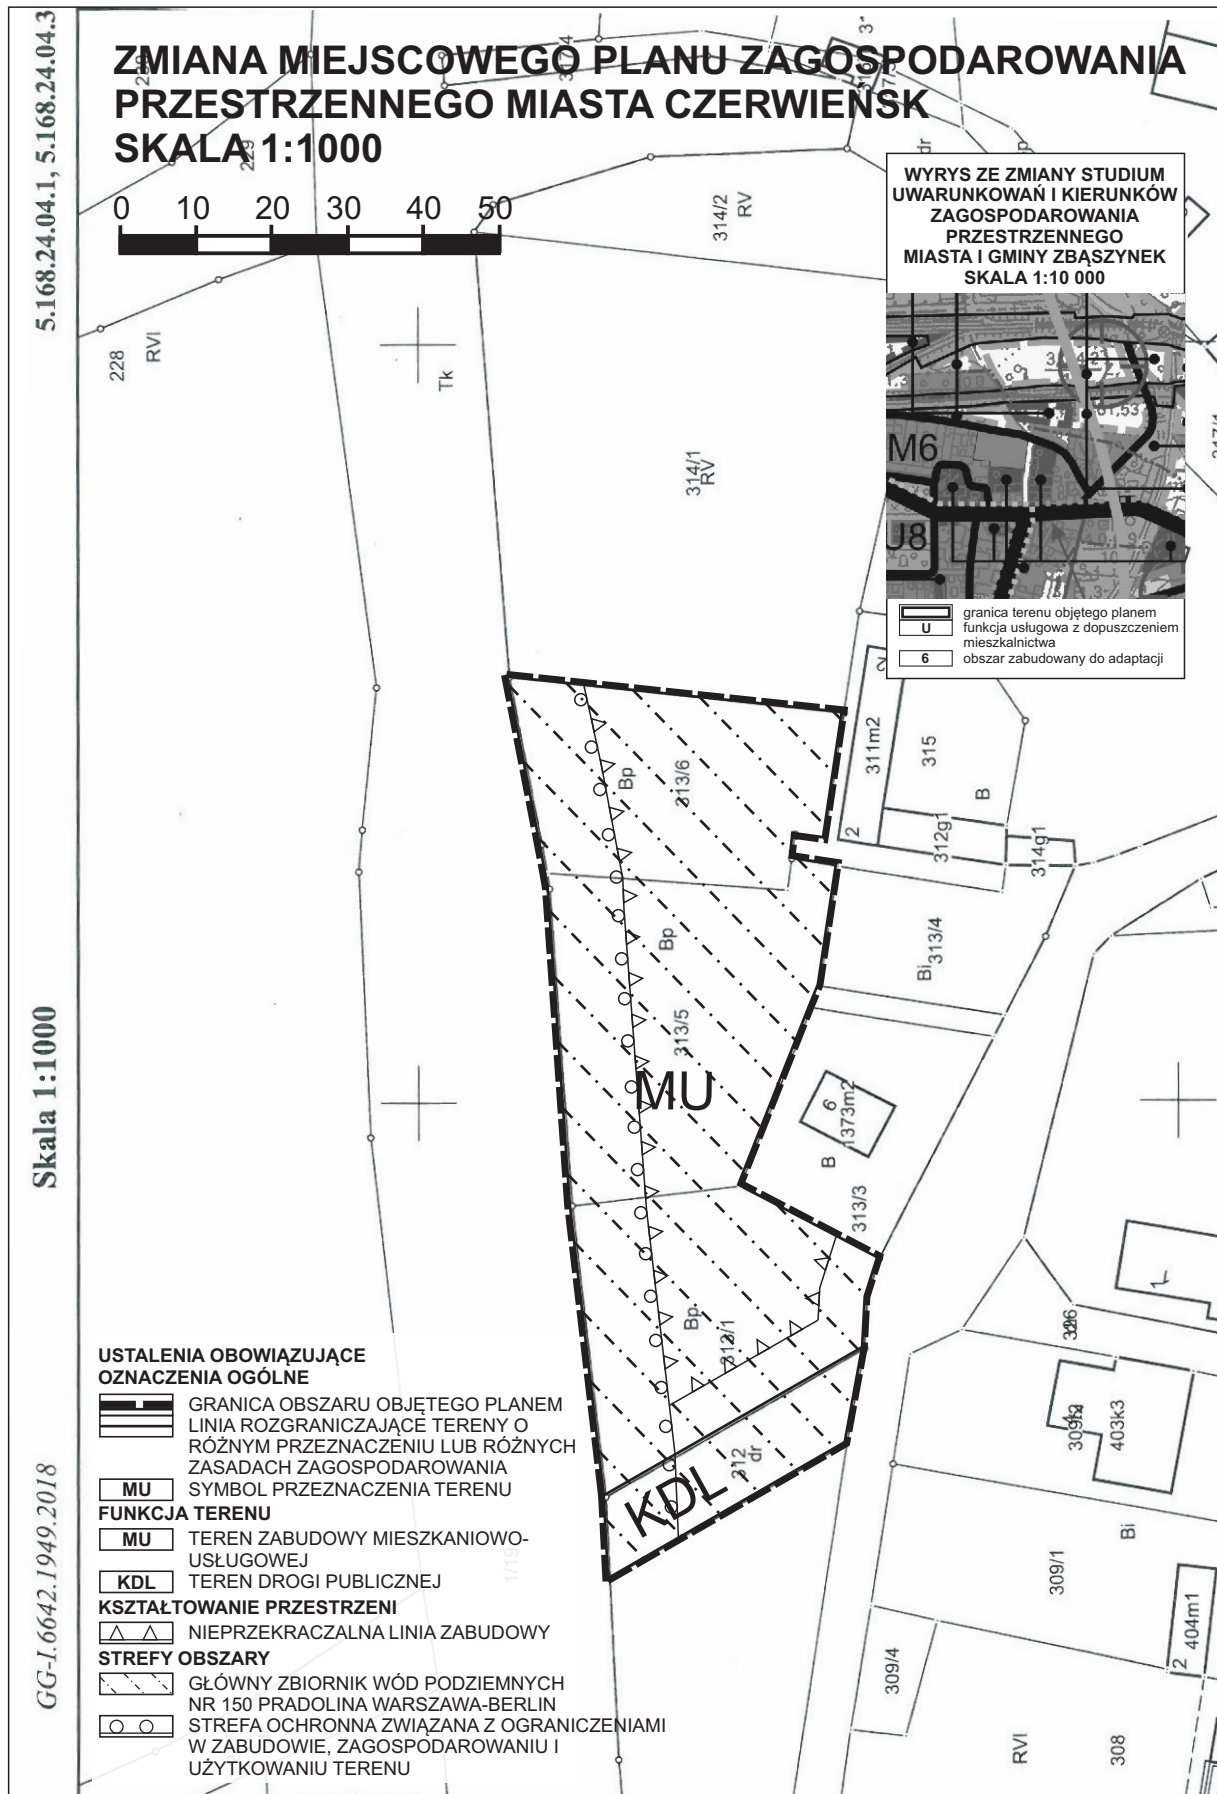 ZMIANA MIEJSCOWEGO PLANU ZAGOSPODAROWANIA
PRZESTRZENNEGO MIASTA CZERWIEŃSK
SKALA 1:1000
0 10 20 30 40 50
5.168.24.04.1, 5.168.24.04.3
Skala 1:1000
GG-I.6642.1949.2018
WYRYS ZE ZMIANY STUDIUM
UWARUNKOWAŃ I KIERUNKÓW
ZAGOSPODAROWANIA
PRZESTRZENNEGO
MIASTA I GMINY ZBĄSZYNEK
SKALA 1:10 000
M6
61,53
U8
granica terenu objętego planem
U funkcja usługowa z dopuszczeniem
mieszkalnictwa
6 obszar zabudowany do adaptacji
229
dr
314/2
RV
228
RVI
Tk
314/1
RV
311m2
2
2
315
B
312g1
314g1
Bp
313/6
Bp
313/5
MU
Bi
313/4
6
1373m2
B
313/3
Bp
313/1
312
dr
KDL
403k3
309/1
Bi
404m1
2
309/4
RVI
308
USTALENIA OBOWIĄZUJĄCE
OZNACZENIA OGÓLNE
GRANICA OBSZARU OBJĘTEGO PLANEM
LINIA ROZGRANICZAJĄCE TERENY O
RÓŻNYM PRZEZNACZENIU LUB RÓŻNYCH
ZASADACH ZAGOSPODAROWANIA
MU SYMBOL PRZEZNACZENIA TERENU
FUNKCJA TERENU
MU TEREN ZABUDOWY MIESZKANIOWO-
USŁUGOWEJ
KDL TEREN DROGI PUBLICZNEJ
KSZTAŁTOWANIE PRZESTRZENI
NIEPRZEKRACZALNA LINIA ZABUDOWY
STREFY OBSZARY
GŁÓWNY ZBIORNIK WÓD PODZIEMNYCH
NR 150 PRADOLINA WARSZAWA-BERLIN
STREFA OCHRONNA ZWIĄZANA Z OGRANICZENIAMI
W ZABUDOWIE, ZAGOSPODAROWANIU I
UŻYTKOWANIU TERENU